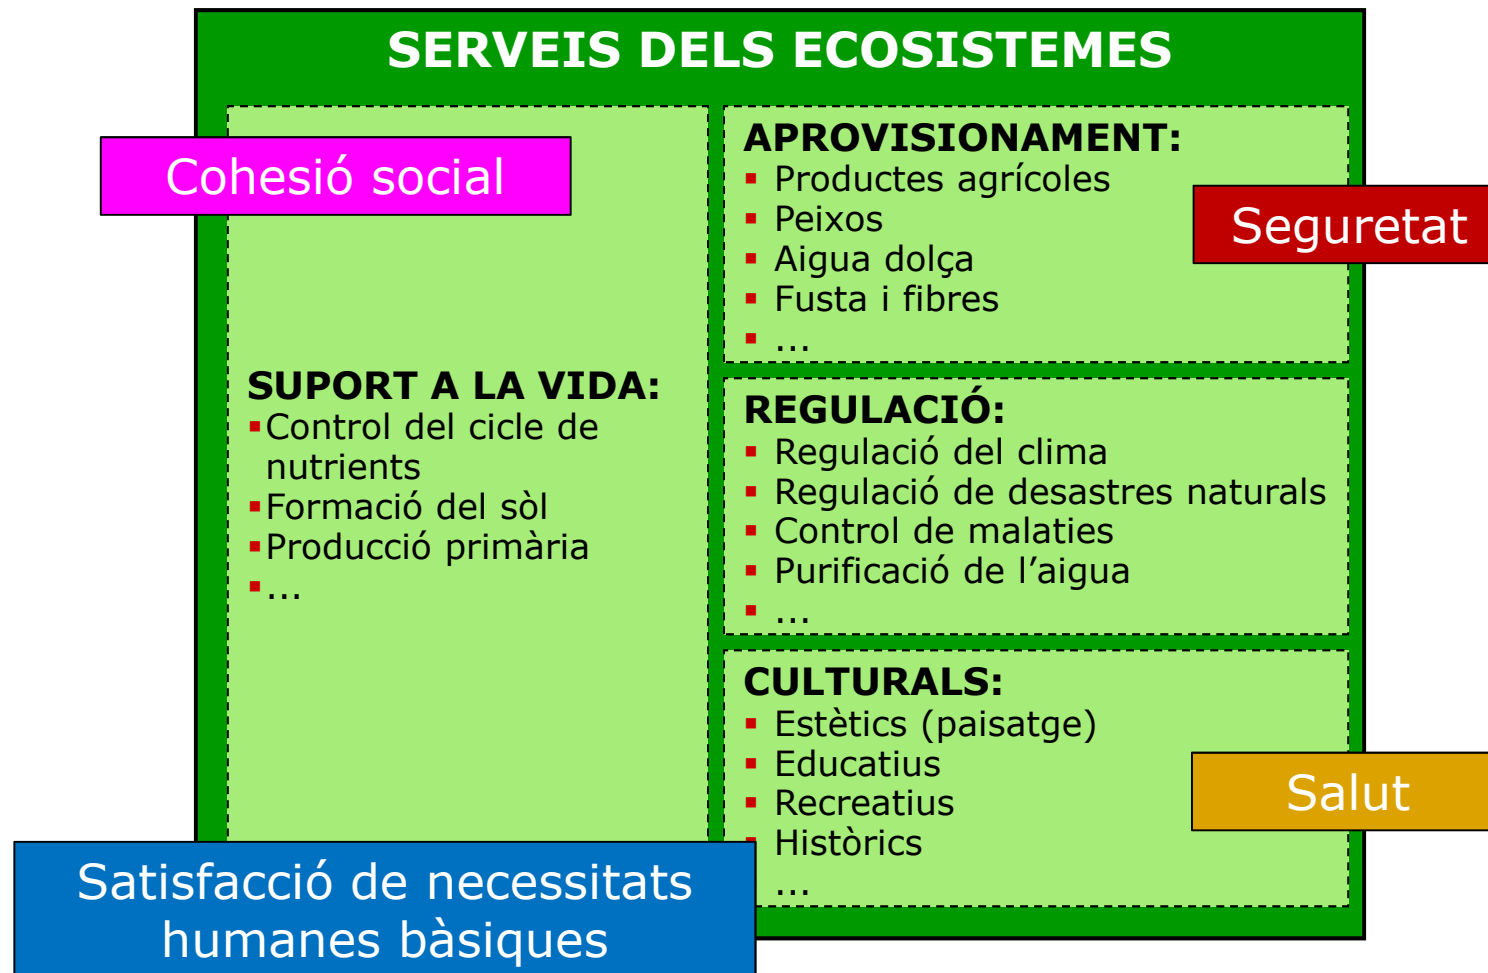 SERVEIS DELS ECOSISTEMES
Cohesió social
SUPORT A LA VIDA:
▪Control del cicle de
nutrients
▪Formació del sòl
▪Producció primària
▪…
APROVISIONAMENT:
▪ Productes agrícoles
▪ Peixos
▪ Aigua dolça
▪ Fusta i fibres
▪ …
Seguretat
REGULACIÓ:
▪ Regulació del clima
▪ Regulació de desastres naturals
▪ Control de malaties
▪ Purificació de l’aigua
▪ …
CULTURALS:
▪ Estètics (paisatge)
▪ Educatius
▪ Recreatius
▪ Històrics
…
Salut
Satisfacció de necessitats
humanes bàsiques